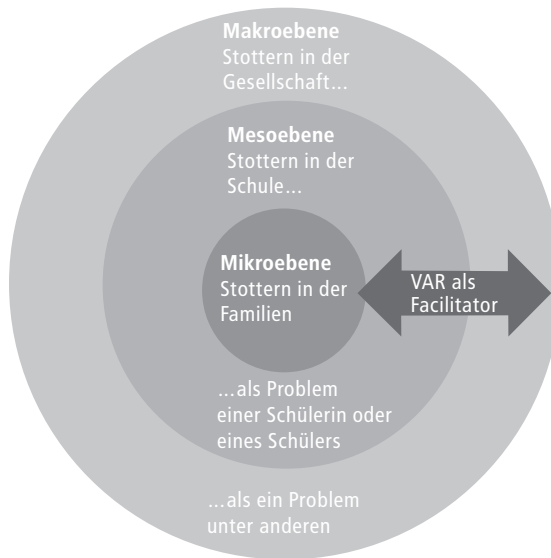 Makroebene
Stottern in der
Gesellschaft...
Mesoebene
Stottern in der
Schule...
Mikroebene
Stottern in der
Familien
VAR als
Facilitator
...als Problem
einer Schülerin oder
eines Schülers
...als ein Problem
unter anderen